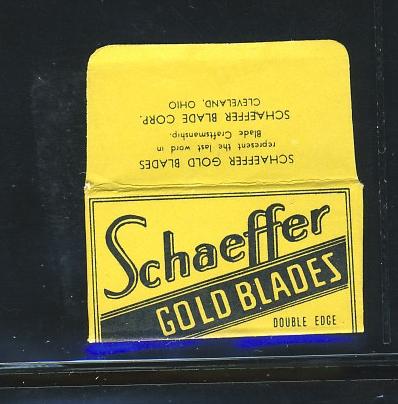 Schaeffer
GOLD BLADES
DOUBLE EDGE
SCHAEFFER GOLD BLADES
represent the last word in
Blade Craftsmanship.
SCHAEFFER BLADE CORP.
CLEVELAND, OHIO